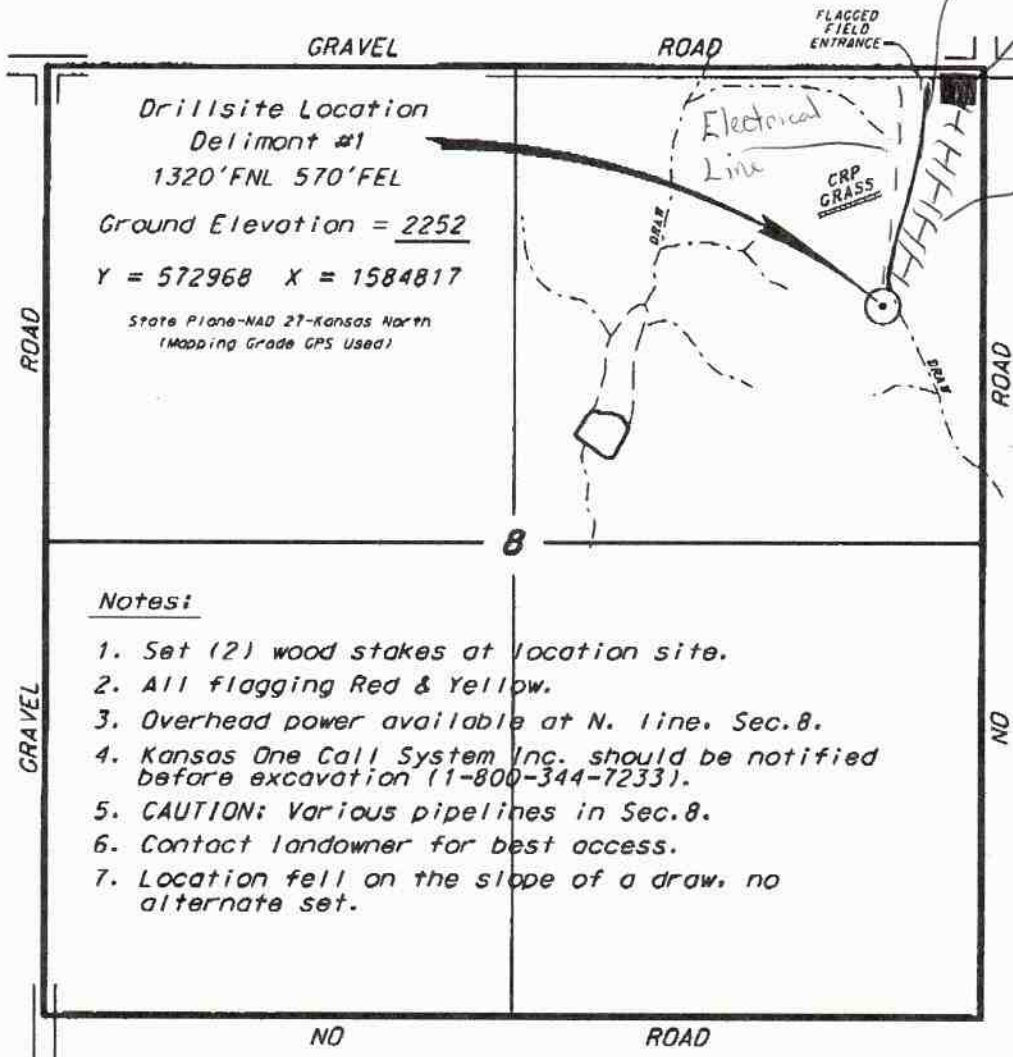 GRAVEL ROAD
FLAGGED
FIELD
ENTRANCE
Drillsite Location
Delimont #1
1320'FNL 570'FEL
Ground Elevation = 2252
Y = 572968 X = 1584817
State Plane-NAD 27-Kansas North
(Mapping Grade GPS Used)
Electrical
Line
CRP
GRASS
DRAW
DRAW
GRAVEL ROAD
NO ROAD
8
Notes:
1. Set (2) wood stakes at location site.
2. All flagging Red & Yellow.
3. Overhead power available at N. line, Sec.8.
4. Kansas One Call System Inc. should be notified
before excavation (1-800-344-7233).
5. CAUTION: Various pipelines in Sec.8.
6. Contact landowner for best access.
7. Location fell on the slope of a draw, no
alternate set.
NO ROAD